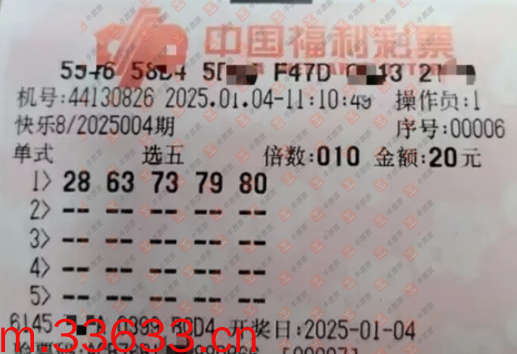 中国福利彩票
58D4 F47D
机号:44130826 2025.01.04-11:10:49 操作员:1
快乐8/2025004期 序号:00006
单式 选五 倍数:010 金额:20元
1> 28 63 73 79 80
2> -- -- -- -- --
3> -- -- -- -- --
4> -- -- -- -- --
5> -- -- -- -- --
6145 开奖日:2025-01-04
m.33633.cn